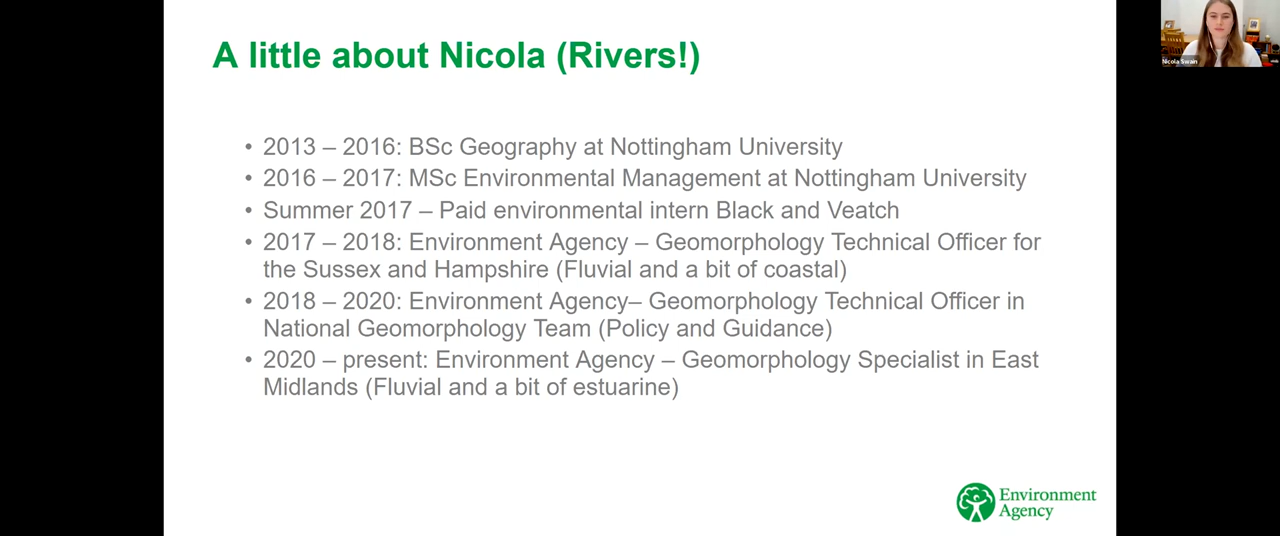 A little about Nicola (Rivers!)
• 2013 – 2016: BSc Geography at Nottingham University
• 2016 – 2017: MSc Environmental Management at Nottingham University
• Summer 2017 – Paid environmental intern Black and Veatch
• 2017 – 2018: Environment Agency – Geomorphology Technical Officer for
the Sussex and Hampshire (Fluvial and a bit of coastal)
• 2018 – 2020: Environment Agency– Geomorphology Technical Officer in
National Geomorphology Team (Policy and Guidance)
• 2020 – present: Environment Agency – Geomorphology Specialist in East
Midlands (Fluvial and a bit of estuarine)
Nicola Swain
Environment
Agency